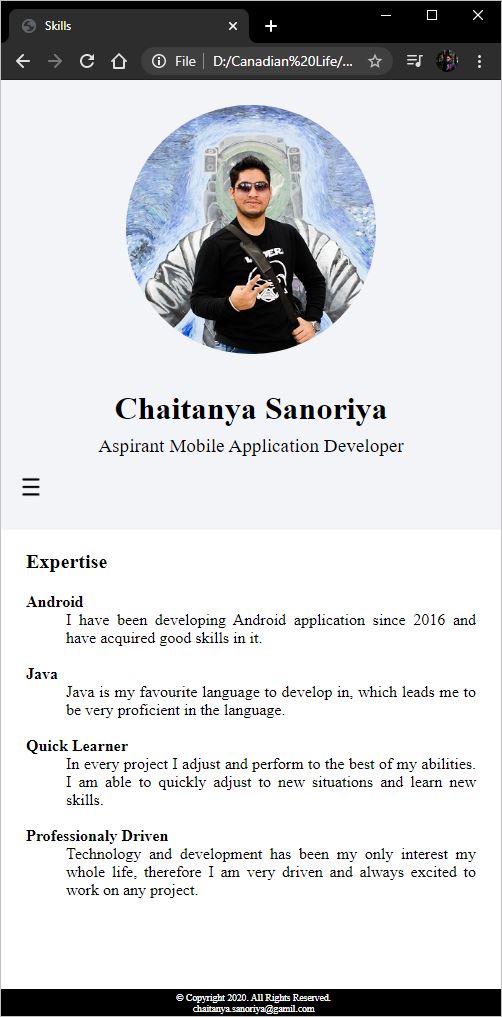 Skills
File
D:/Canadian%20Life/...
Chaitanya Sanoriya
Aspirant Mobile Application Developer
Expertise
Android
I have been developing Android application since 2016 and
have acquired good skills in it.
Java
Java is my favourite language to develop in, which leads me to
be very proficient in the language.
Quick Learner
In every project I adjust and perform to the best of my abilities.
I am able to quickly adjust to new situations and learn new
skills.
Professionaly Driven
Technology and development has been my only interest my
whole life, therefore I am very driven and always excited to
work on any project.
© Copyright 2020. All Rights Reserved.
chaitanya.sanoriya@gamil.com